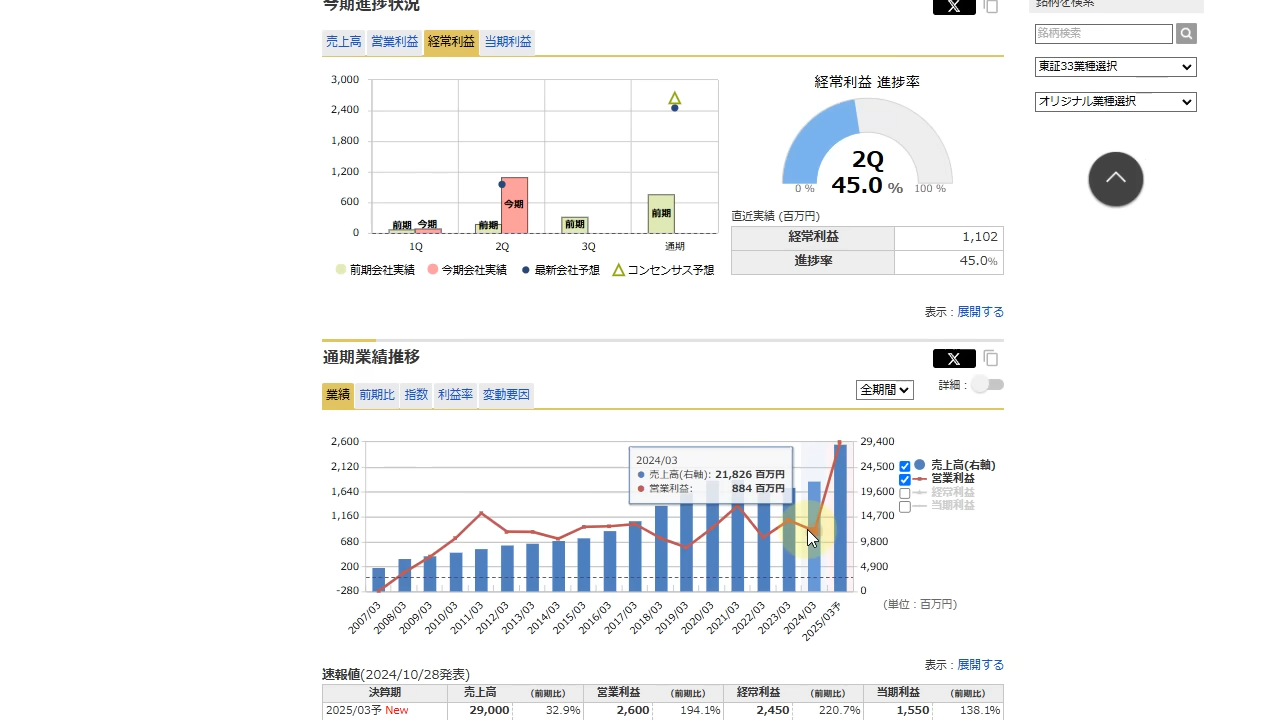 今期進捗状況
X
銘柄を検索
売上高 営業利益 経常利益 当期利益
銘柄検索
東証33業種選択
オリジナル業種選択
経常利益 進捗率
3,000
2,400
1,800
1,200
600
0
前期 今期
前期 今期
前期
前期
1Q 2Q 3Q 通期
前期会社実績 今期会社実績 最新会社予想 コンセンサス予想
2Q
45.0 %
0 % 100 %
直近実績 (百万円)
経常利益 1,102
進捗率 45.0%
表示 : 展開する
通期業績推移
X
業績 前期比 指数 利益率 変動要因
全期間
詳細 :
2,600
2,120
1,640
1,160
680
200
-280
2024/03
売上高(右軸): 21,826 百万円
営業利益: 884 百万円
29,400
24,500
19,600
14,700
9,800
4,900
0
売上高(右軸)
営業利益
経常利益
当期利益
2007/03 2008/03 2009/03 2010/03 2011/03 2012/03 2013/03 2014/03 2015/03 2016/03 2017/03 2018/03 2019/03 2020/03 2021/03 2022/03 2023/03 2024/03 2025/03予
(単位 : 百万円)
表示 : 展開する
速報値(2024/10/28発表)
決算期 売上高 (前期比) 営業利益 (前期比) 経常利益 (前期比) 当期利益 (前期比)
2025/03予 New 29,000 32.9% 2,600 194.1% 2,450 220.7% 1,550 138.1%